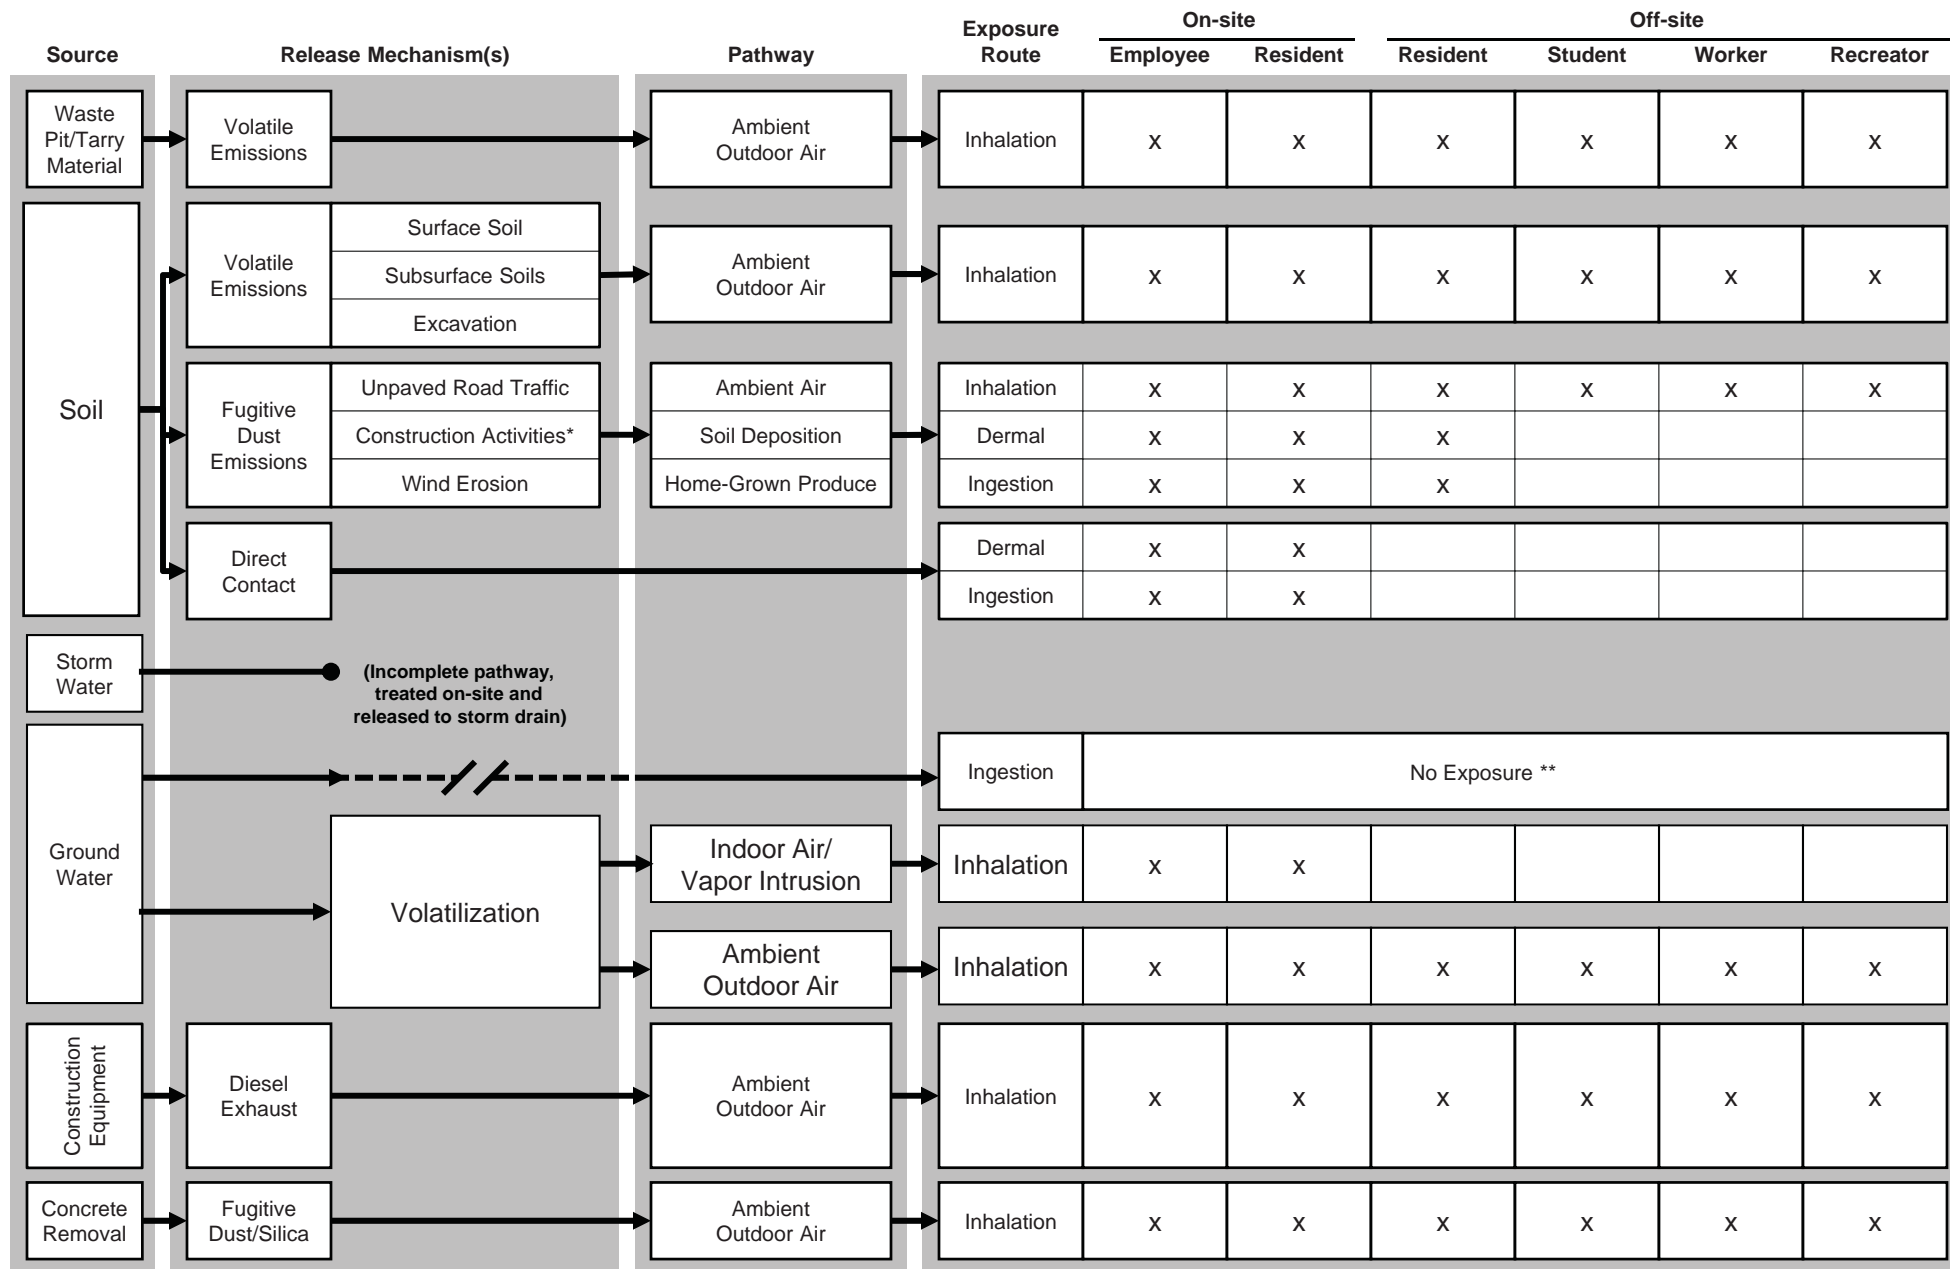 On-site Off-site
Exposure
Source Release Mechanism(s) Pathway Route Employee Resident Resident Student Worker Recreator
Waste
Pit/Tarry
Material
Volatile
Emissions
Ambient
Outdoor Air
Inhalation x x x x x x
Soil
Volatile
Emissions
Surface Soil
Subsurface Soils
Excavation
Ambient
Outdoor Air
Inhalation x x x x x x
Fugitive
Dust
Emissions
Unpaved Road Traffic
Construction Activities*
Wind Erosion
Ambient Air
Soil Deposition
Home-Grown Produce
Inhalation x x x x x x
Dermal x x x
Ingestion x x x
Direct
Contact
Dermal x x
Ingestion x x
Storm
Water
(Incomplete pathway,
treated on-site and
released to storm drain)
Ground
Water
Ingestion No Exposure **
Volatilization
Indoor Air/
Vapor Intrusion
Inhalation x x
Ambient
Outdoor Air
Inhalation x x x x x x
Construction
Equipment
Diesel
Exhaust
Ambient
Outdoor Air
Inhalation x x x x x x
Concrete
Removal
Fugitive
Dust/Silica
Ambient
Outdoor Air
Inhalation x x x x x x